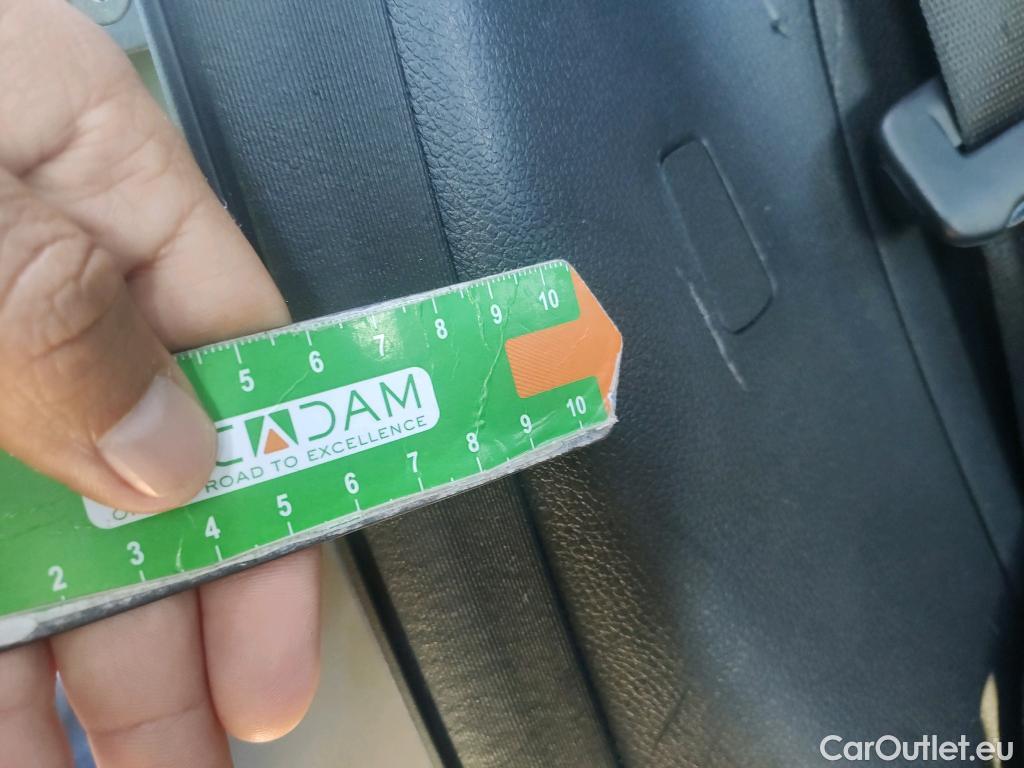 5 6 7 8 9 10
CADAM
ROAD TO EXCELLENCE
2 3 4 5 6 7 8 9 10
CarOutlet.eu